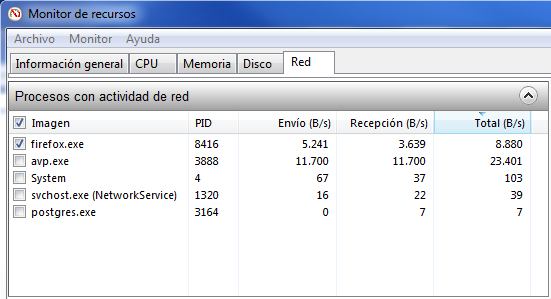 Monitor de recursos
Archivo Monitor Ayuda
Información general CPU Memoria Disco Red
Procesos con actividad de red
Imagen PID Envío (B/s) Recepción (B/s) Total (B/s)
firefox.exe 8416 5.241 3.639 8.880
avp.exe 3888 11.700 11.700 23.401
System 4 67 37 103
svchost.exe (NetworkService) 1320 16 22 39
postgres.exe 3164 0 7 7